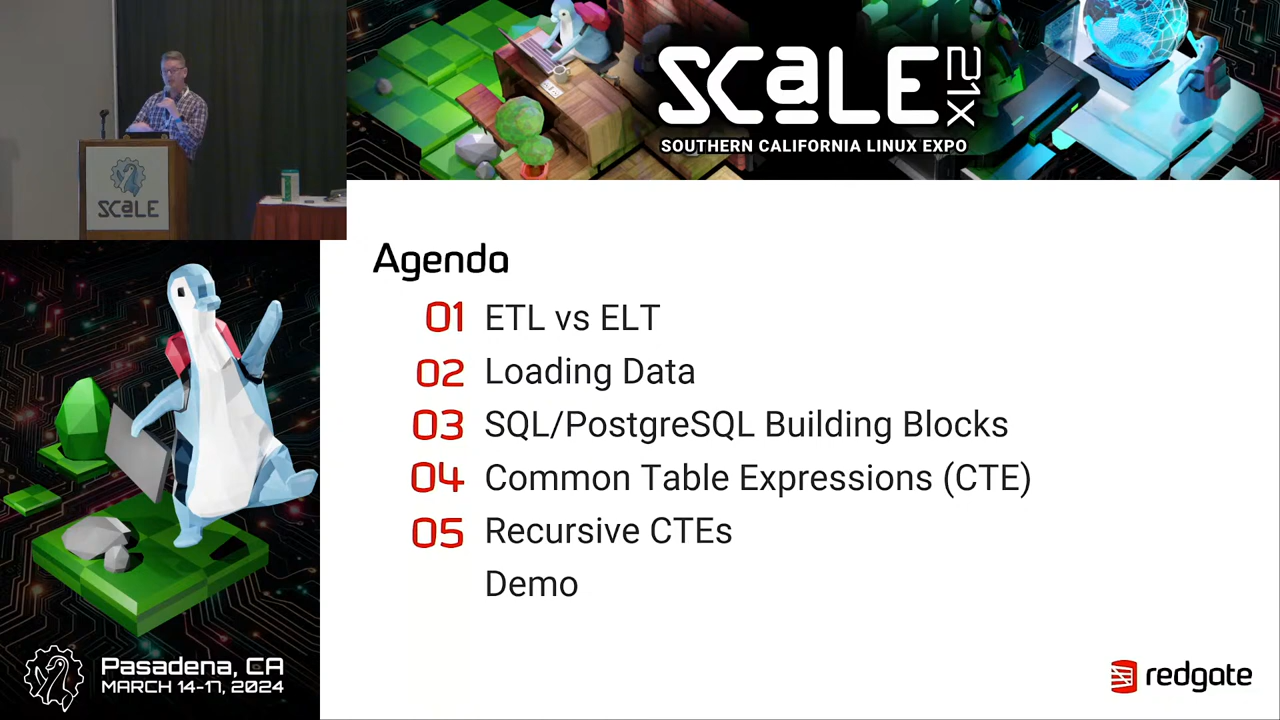 SCaLE 21X
SOUTHERN CALIFORNIA LINUX EXPO
SCaLE
Agenda
01 ETL vs ELT
02 Loading Data
03 SQL/PostgreSQL Building Blocks
04 Common Table Expressions (CTE)
05 Recursive CTEs
Demo
Pasadena, CA
MARCH 14-17, 2024
redgate